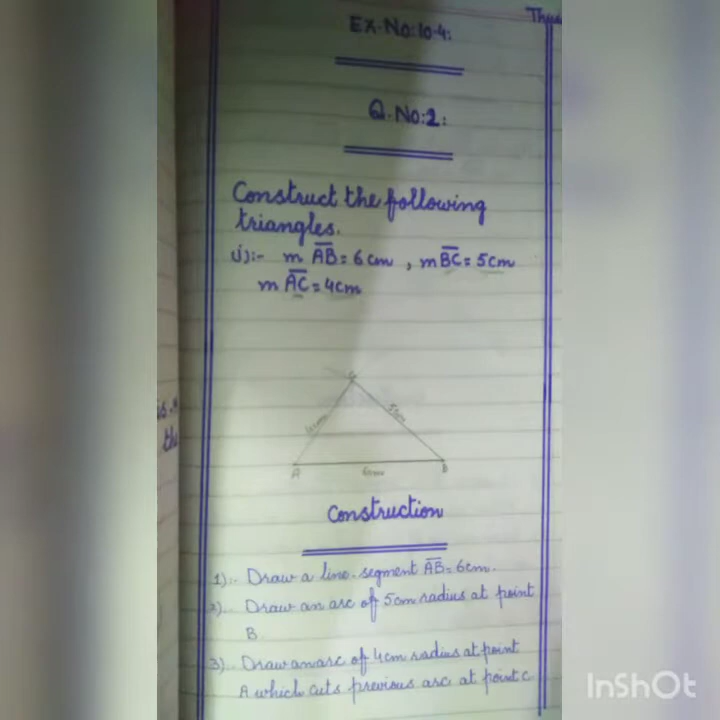 Ex.No:10.4:
Q.No:2:
Construct the following
triangles.
(i):- m AB = 6cm , m BC = 5cm
m AC = 4cm
C
4cm
5cm
A
6cm
B
Construction
1):- Draw a line-segment AB = 6cm.
2):- Draw an arc of 5cm radius at point
B.
3):- Draw an arc of 4cm radius at point
A which cuts previous arc at point C
InShOt